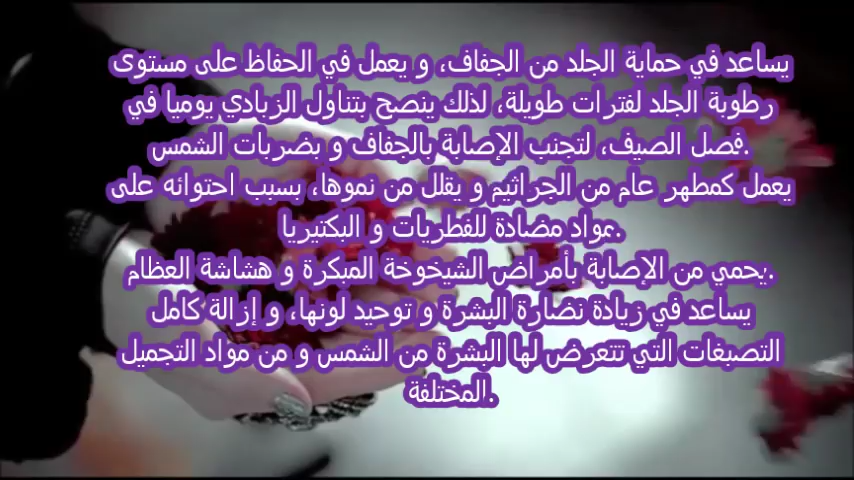 يساعد في حماية الجلد من الجفاف، و يعمل في الحفاظ على مستوى
رطوبة الجلد لفترات طويلة، لذلك ينصح بتناول الزبادي يوميا في
.فصل الصيف، لتجنب الإصابة بالجفاف و بضربات الشمس
يعمل كمطهر عام من الجراثيم و يقلل من نموها، بسبب احتوائه على
.مواد مضادة للفطريات و البكتيريا
.يحمي من الإصابة بأمراض الشيخوخة المبكرة و هشاشة العظام
يساعد في زيادة نضارة البشرة و توحيد لونها، و إزالة كامل
التصبغات التي تتعرض لها البشرة من الشمس و من مواد التجميل
.المختلفة